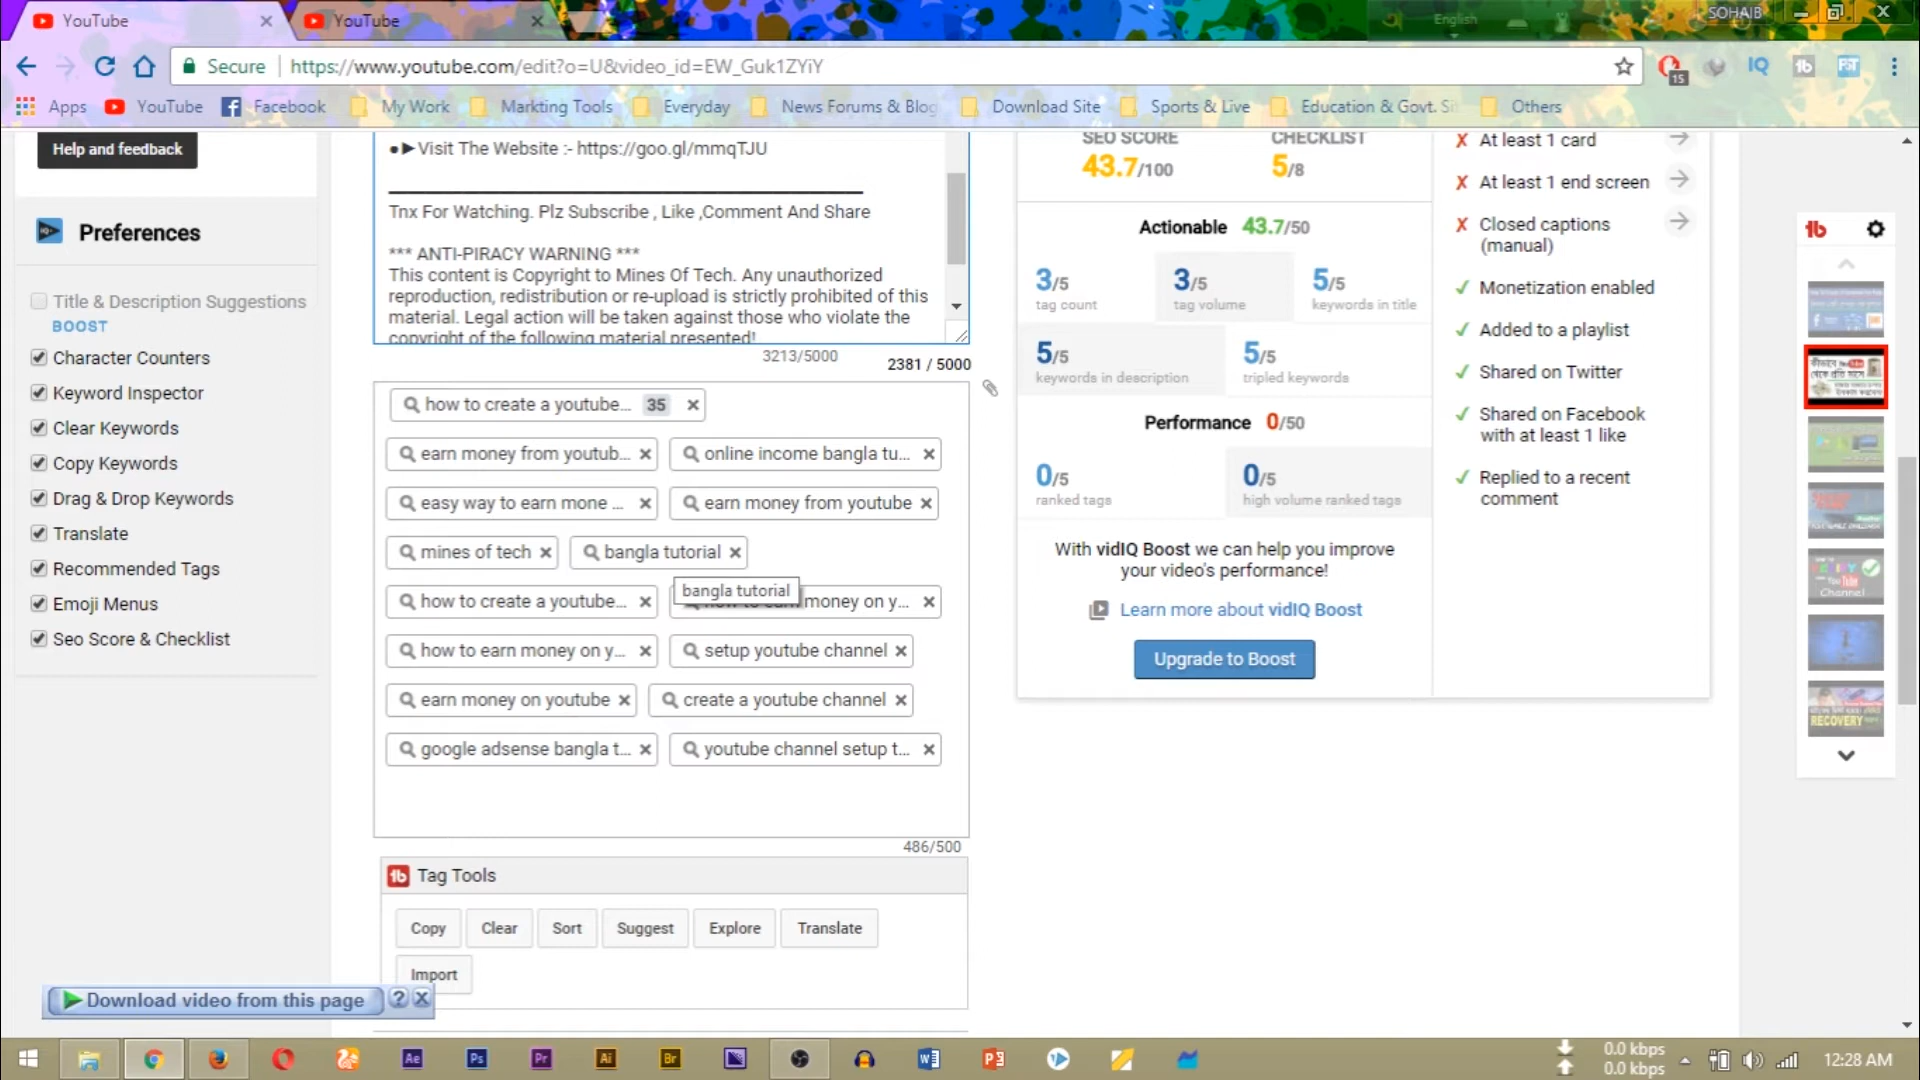 YouTube
YouTube
English
SOHAIB
Secure
https://www.youtube.com/edit?o=U&video_id=EW_Guk1ZYiY
15
IQ
Apps
YouTube
Facebook
My Work
Markting Tools
Everyday
News Forums & Blog
Download Site
Sports & Live
Education & Govt. Si
Others
Help and feedback
Preferences
Title & Description Suggestions
BOOST
Character Counters
Keyword Inspector
Clear Keywords
Copy Keywords
Drag & Drop Keywords
Translate
Recommended Tags
Emoji Menus
Seo Score & Checklist
●►Visit The Website :- https://goo.gl/mmqTJU
Tnx For Watching. Plz Subscribe , Like ,Comment And Share
*** ANTI-PIRACY WARNING ***
This content is Copyright to Mines Of Tech. Any unauthorized
reproduction, redistribution or re-upload is strictly prohibited of this
material. Legal action will be taken against those who violate the
copyright of the following material presented!
3213/5000
2381 / 5000
how to create a youtube... 35
earn money from youtub...
online income bangla tu...
easy way to earn mone ...
earn money from youtube
mines of tech
bangla tutorial
bangla tutorial
how to create a youtube...
how to earn money on y...
how to earn money on y...
setup youtube channel
earn money on youtube
create a youtube channel
google adsense bangla t...
youtube channel setup t...
486/500
Tag Tools
Copy
Clear
Sort
Suggest
Explore
Translate
Import
SEO SCORE
43.7/100
CHECKLIST
5/8
Actionable 43.7/50
3/5
tag count
3/5
tag volume
5/5
keywords in title
5/5
keywords in description
5/5
tripled keywords
Performance 0/50
0/5
ranked tags
0/5
high volume ranked tags
With vidIQ Boost we can help you improve
your video's performance!
Learn more about vidIQ Boost
Upgrade to Boost
At least 1 card
At least 1 end screen
Closed captions
(manual)
Monetization enabled
Added to a playlist
Shared on Twitter
Shared on Facebook
with at least 1 like
Replied to a recent
comment
RECOVERY
Download video from this page
?
Ae
Ps
Pr
Ai
Br
0.0 kbps
0.0 kbps
12:28 AM